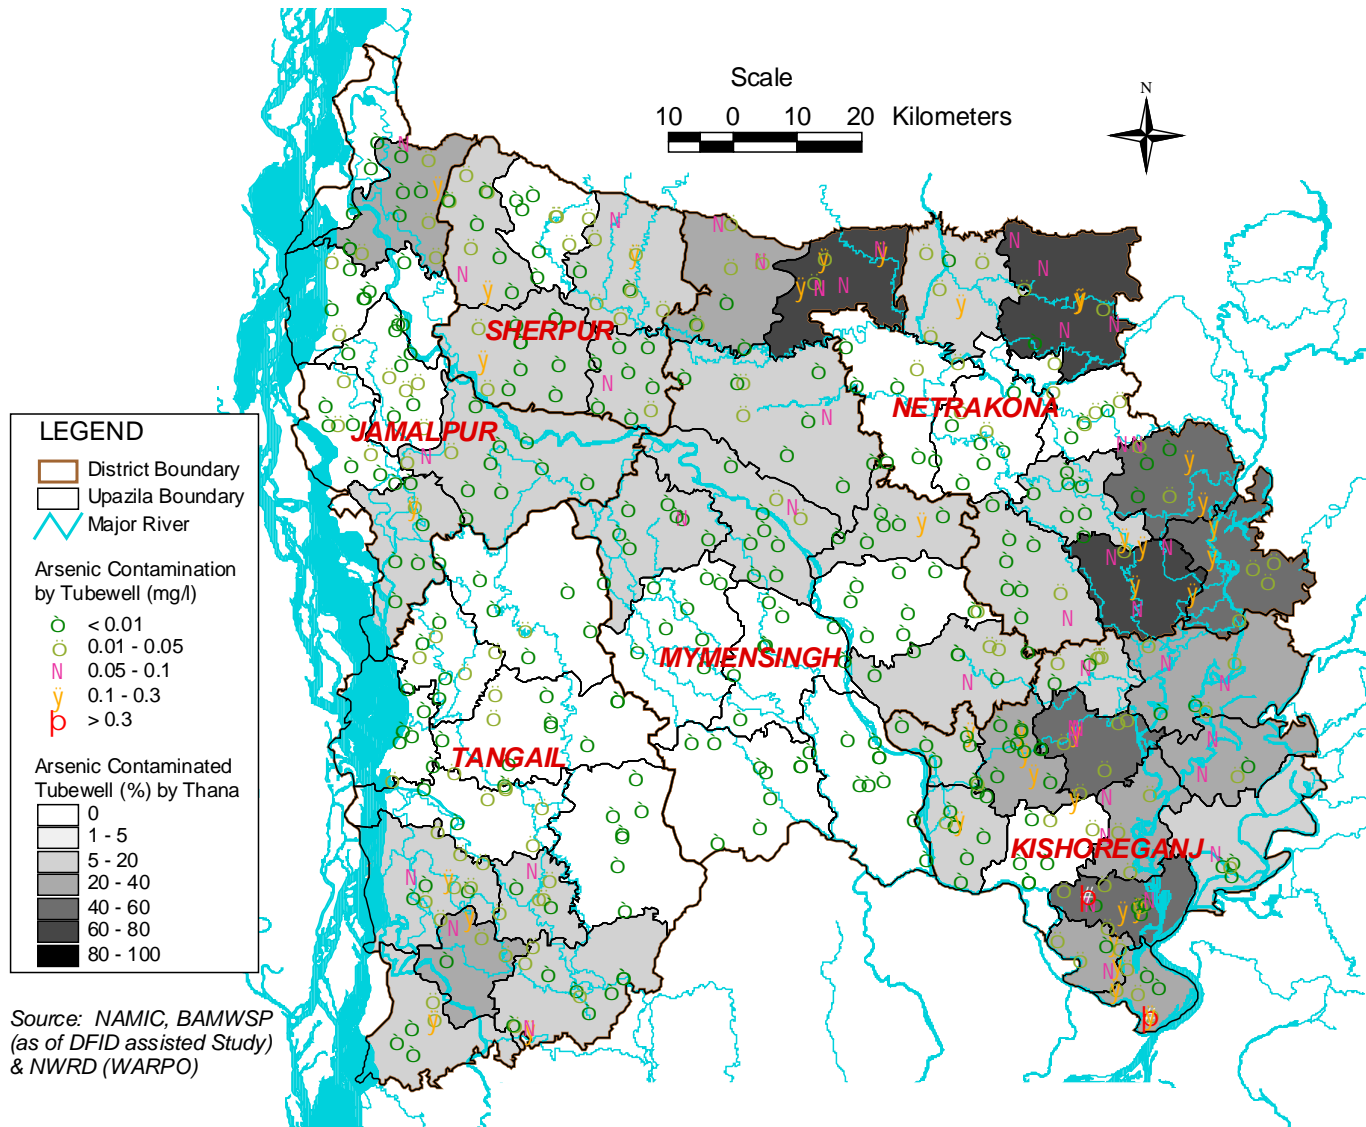 Scale
10 0 10 20 Kilometers
N
SHERPUR
NETRAKONA
JAMALPUR
MYMENSINGH
TANGAIL
KISHOREGANJ
LEGEND
District Boundary
Upazila Boundary
Major River
Arsenic Contamination
by Tubewell (mg/l)
Ò < 0.01
Ö 0.01 - 0.05
N 0.05 - 0.1
ÿ 0.1 - 0.3
þ > 0.3
Arsenic Contaminated
Tubewell (%) by Thana
0
1 - 5
5 - 20
20 - 40
40 - 60
60 - 80
80 - 100
Source: NAMIC, BAMWSP
(as of DFID assisted Study)
& NWRD (WARPO)